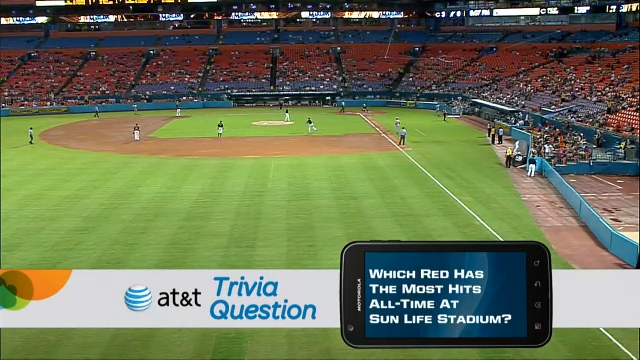 at&t
Trivia
Question
MOTOROLA
WHICH RED HAS
THE MOST HITS
ALL-TIME AT
SUN LIFE STADIUM?